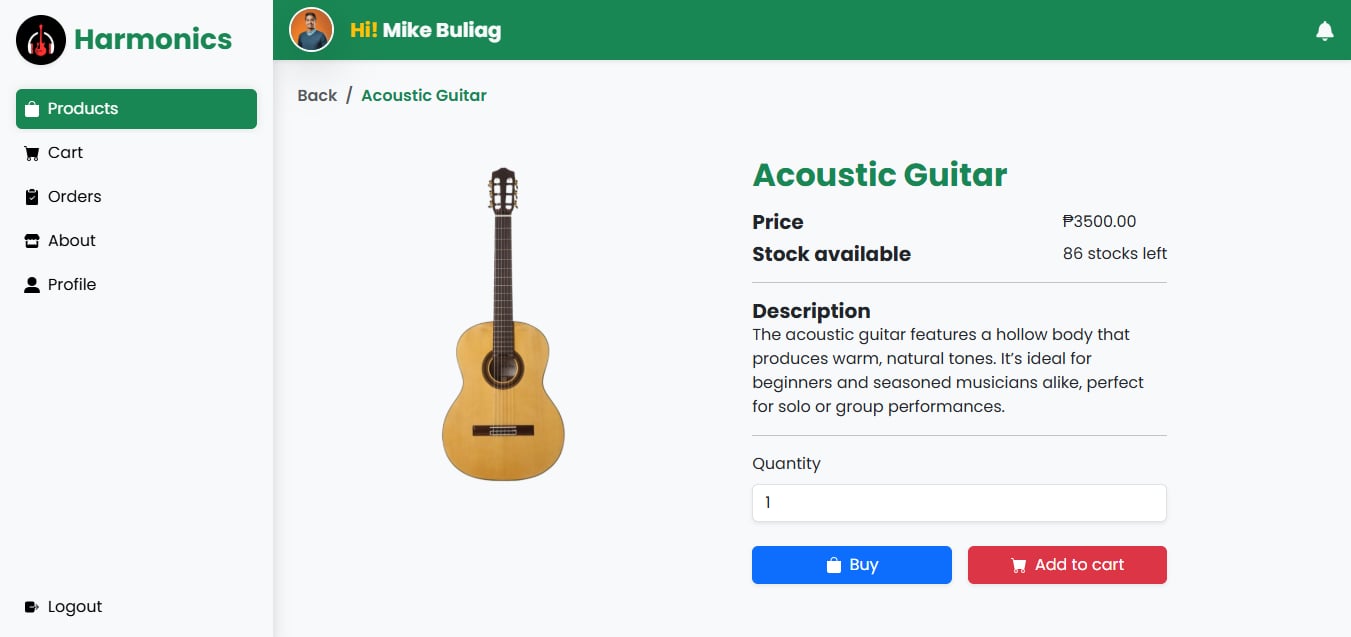 Harmonics
Hi! Mike Buliag
Products
Cart
Orders
About
Profile
Logout
Back / Acoustic Guitar
Acoustic Guitar
Price ₱3500.00
Stock available 86 stocks left
Description
The acoustic guitar features a hollow body that
produces warm, natural tones. It’s ideal for
beginners and seasoned musicians alike, perfect
for solo or group performances.
Quantity
1
Buy Add to cart